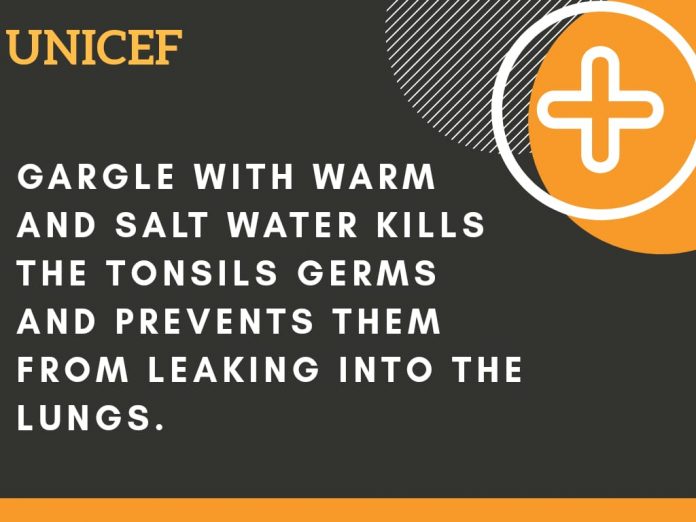 UNICEF
GARGLE WITH WARM
AND SALT WATER KILLS
THE TONSILS GERMS
AND PREVENTS THEM
FROM LEAKING INTO THE
LUNGS.